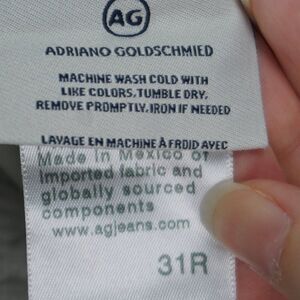 AG
ADRIANO GOLDSCHMIED
MACHINE WASH COLD WITH
LIKE COLORS.TUMBLE DRY.
REMOVE PROMPTLY.IRON IF NEEDED
LAVAGE EN MACHINE À FROID AVEC
Made in Mexico of
imported fabric and
globally sourced
components
www.agjeans.com
31R